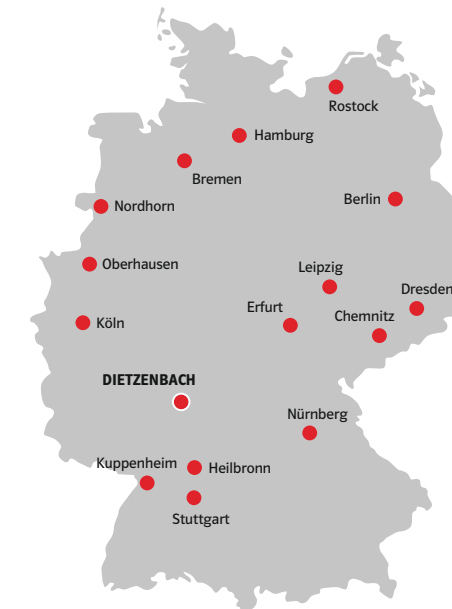 Rostock
Hamburg
Bremen
Berlin
Nordhorn
Oberhausen
Leipzig
Dresden
Erfurt
Chemnitz
Köln
DIETZENBACH
Nürnberg
Kuppenheim
Heilbronn
Stuttgart